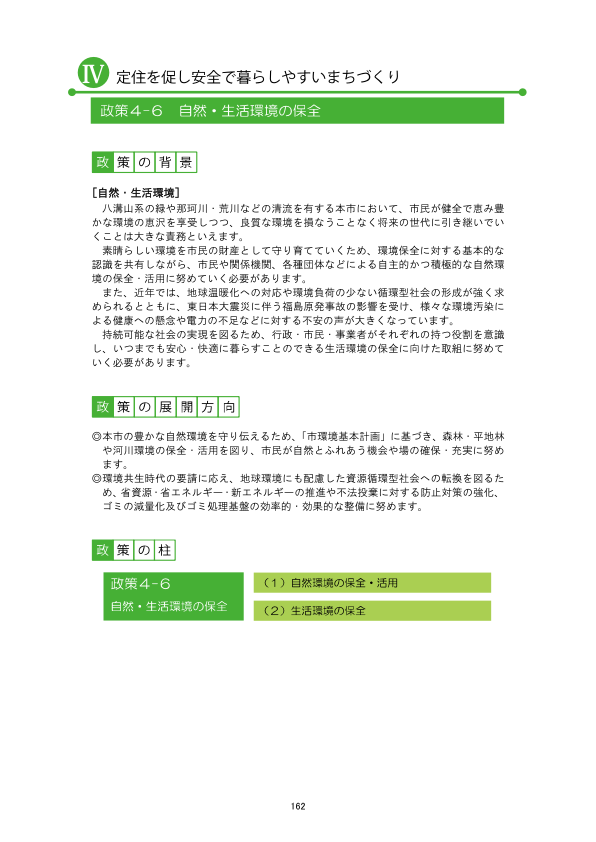 Ⅳ 定住を促し安全で暮らしやすいまちづくり
政策４−６　自然・生活環境の保全
政策の背景
［自然・生活環境］
八溝山系の緑や那珂川・荒川などの清流を有する本市において、市民が健全で恵み豊
かな環境の恵沢を享受しつつ、良質な環境を損なうことなく将来の世代に引き継いでい
くことは大きな責務といえます。
素晴らしい環境を市民の財産として守り育てていくため、環境保全に対する基本的な
認識を共有しながら、市民や関係機関、各種団体などによる自主的かつ積極的な自然環
境の保全・活用に努めていく必要があります。
また、近年では、地球温暖化への対応や環境負荷の少ない循環型社会の形成が強く求
められるとともに、東日本大震災に伴う福島原発事故の影響を受け、様々な環境汚染に
よる健康への懸念や電力の不足などに対する不安の声が大きくなっています。
持続可能な社会の実現を図るため、行政・市民・事業者がそれぞれの持つ役割を意識
し、いつまでも安心・快適に暮らすことのできる生活環境の保全に向けた取組に努めて
いく必要があります。
政策の展開方向
◎本市の豊かな自然環境を守り伝えるため、「市環境基本計画」に基づき、森林・平地林
や河川環境の保全・活用を図り、市民が自然とふれあう機会や場の確保・充実に努め
ます。
◎環境共生時代の要請に応え、地球環境にも配慮した資源循環型社会への転換を図るた
め、省資源・省エネルギー・新エネルギーの推進や不法投棄に対する防止対策の強化、
ゴミの減量化及びゴミ処理基盤の効率的・効果的な整備に努めます。
政策の柱
政策４−６
自然・生活環境の保全
（１）自然環境の保全・活用
（２）生活環境の保全
162